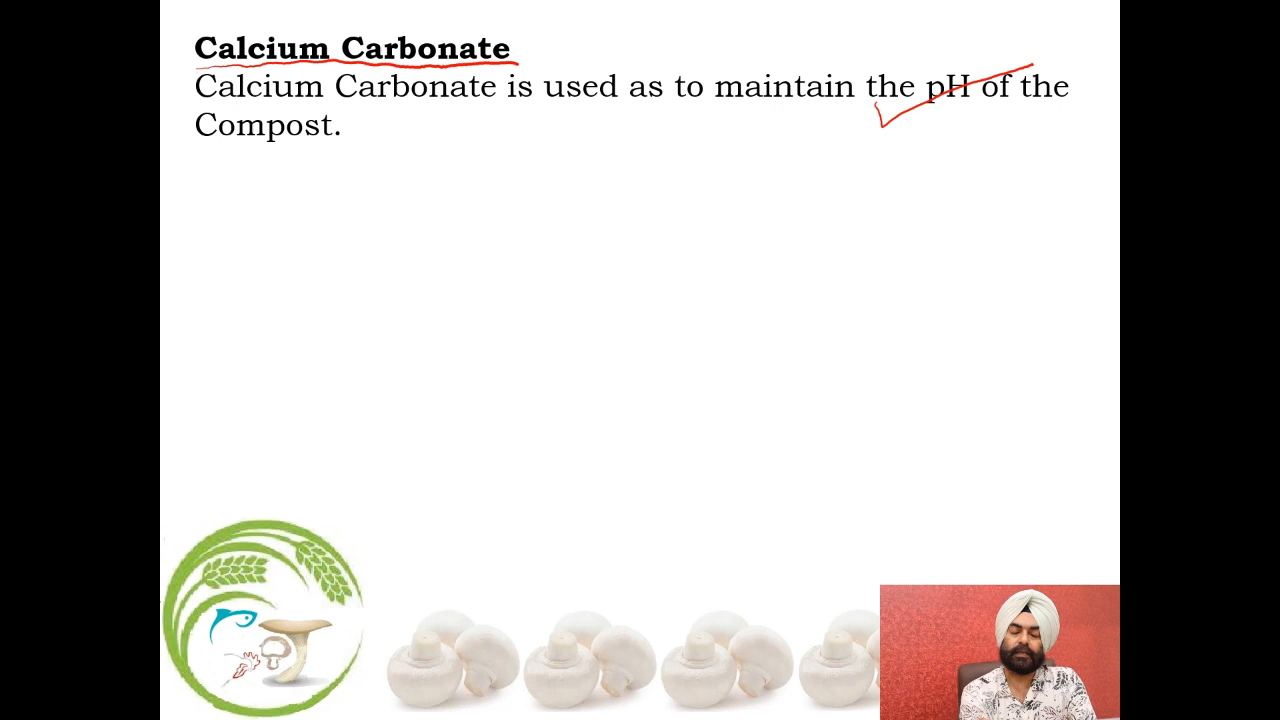 Calcium Carbonate
Calcium Carbonate is used as to maintain the pH of the
Compost.